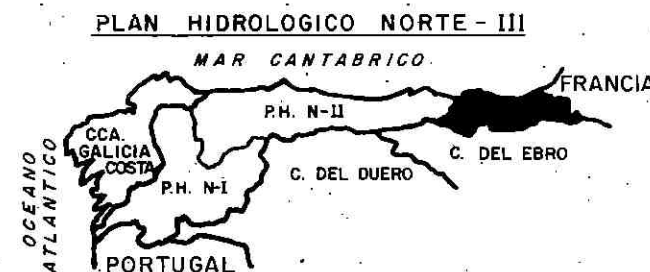 PLAN HIDROLOGICO NORTE - III
MAR CANTABRICO
FRANCIA
P.H. N-II
CCA.
GALICIA
COSTA
C. DEL EBRO
C. DEL DUERO
P.H. N-I
OCEANO
ATLANTICO
PORTUGAL